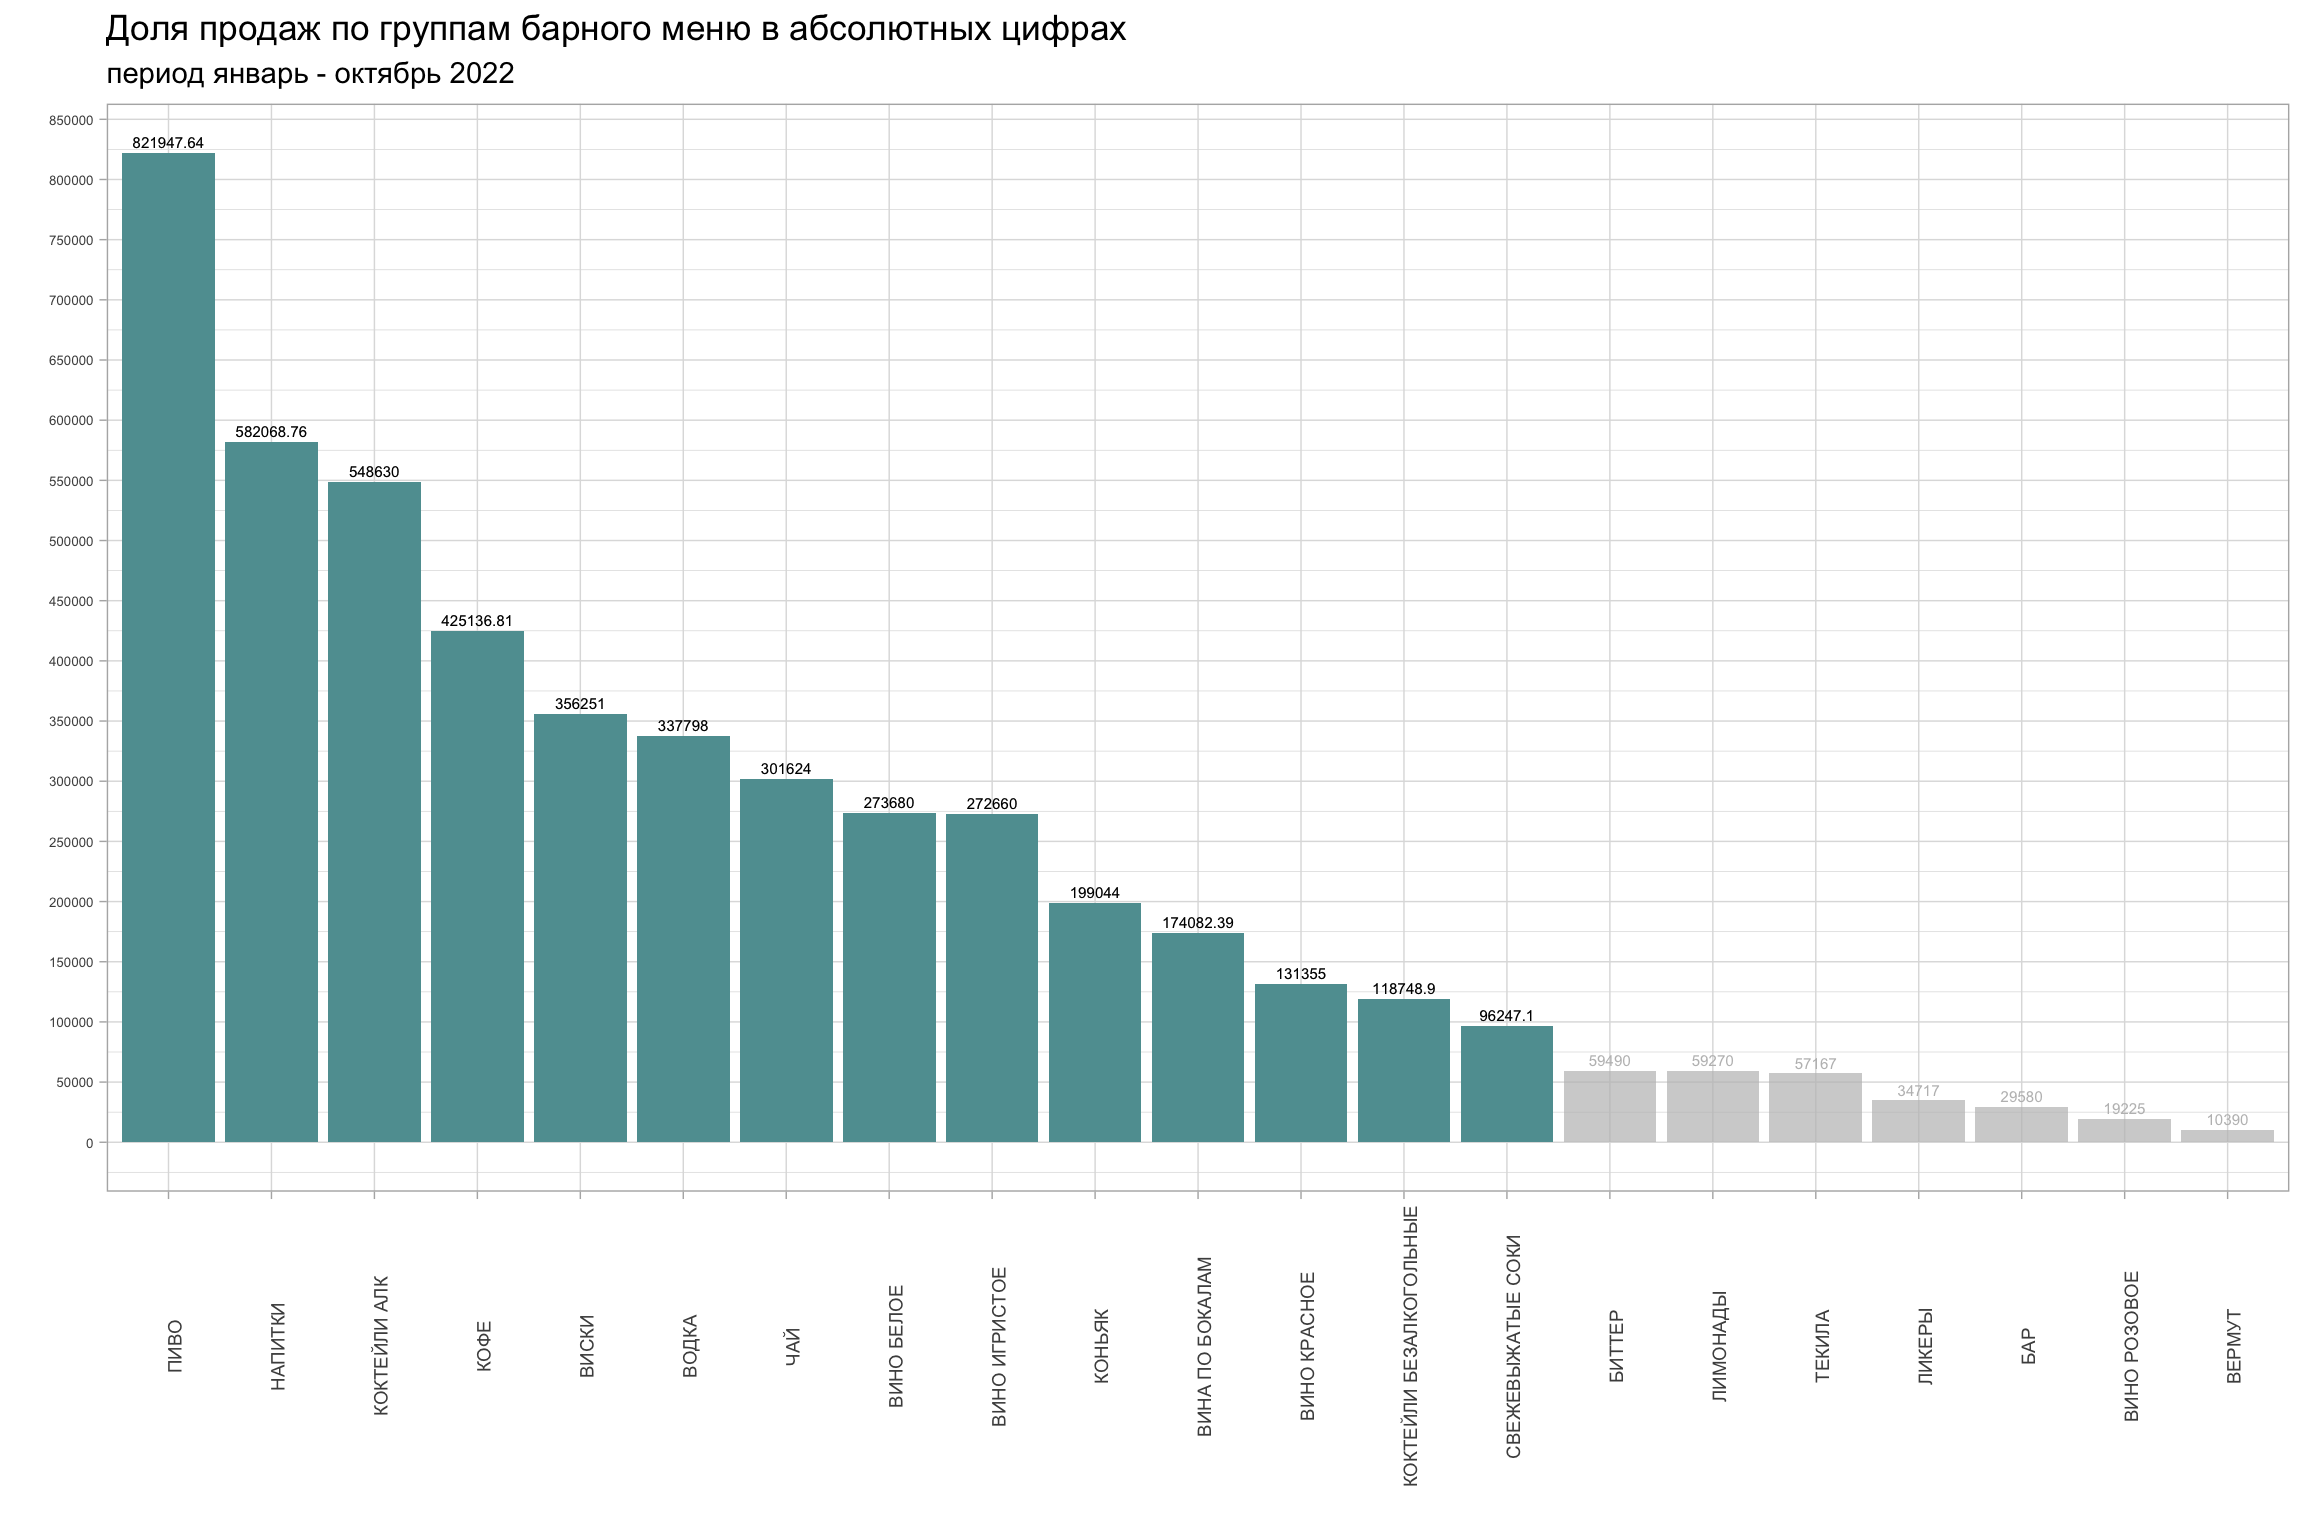 Доля продаж по группам барного меню в абсолютных цифрах
период январь - октябрь 2022
850000
800000
750000
700000
650000
600000
550000
500000
450000
400000
350000
300000
250000
200000
150000
100000
50000
0
821947.64
582068.76
548630
425136.81
356251
337798
301624
273680
272660
199044
174082.39
131355
118748.9
96247.1
59490
59270
57167
34717
29580
19225
10390
ПИВО
НАПИТКИ
КОКТЕЙЛИ АЛК
КОФЕ
ВИСКИ
ВОДКА
ЧАЙ
ВИНО БЕЛОЕ
ВИНО ИГРИСТОЕ
КОНЬЯК
ВИНА ПО БОКАЛАМ
ВИНО КРАСНОЕ
КОКТЕЙЛИ БЕЗАЛКОГОЛЬНЫЕ
СВЕЖЕВЫЖАТЫЕ СОКИ
БИТТЕР
ЛИМОНАДЫ
ТЕКИЛА
ЛИКЕРЫ
БАР
ВИНО РОЗОВОЕ
ВЕРМУТ